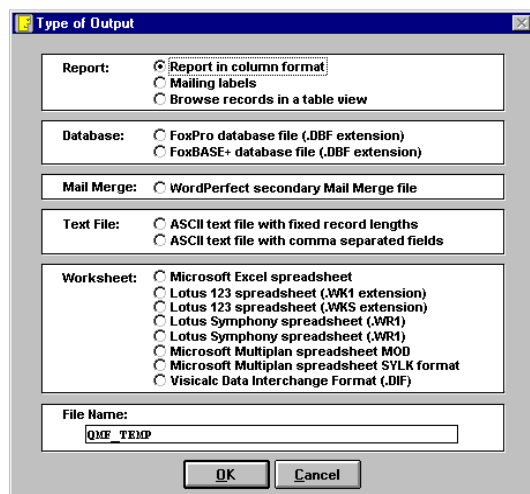 Type of Output
Report: Report in column format
Mailing labels
Browse records in a table view
Database: FoxPro database file (.DBF extension)
FoxBASE+ database file (.DBF extension)
Mail Merge: WordPerfect secondary Mail Merge file
Text File: ASCII text file with fixed record lengths
ASCII text file with comma separated fields
Worksheet: Microsoft Excel spreadsheet
Lotus 123 spreadsheet (.WK1 extension)
Lotus 123 spreadsheet (.WKS extension)
Lotus Symphony spreadsheet (.WR1)
Lotus Symphony spreadsheet (.WR1)
Microsoft Multiplan spreadsheet MOD
Microsoft Multiplan spreadsheet SYLK format
Visicalc Data Interchange Format (.DIF)
File Name:
QMF_TEMP
OK Cancel